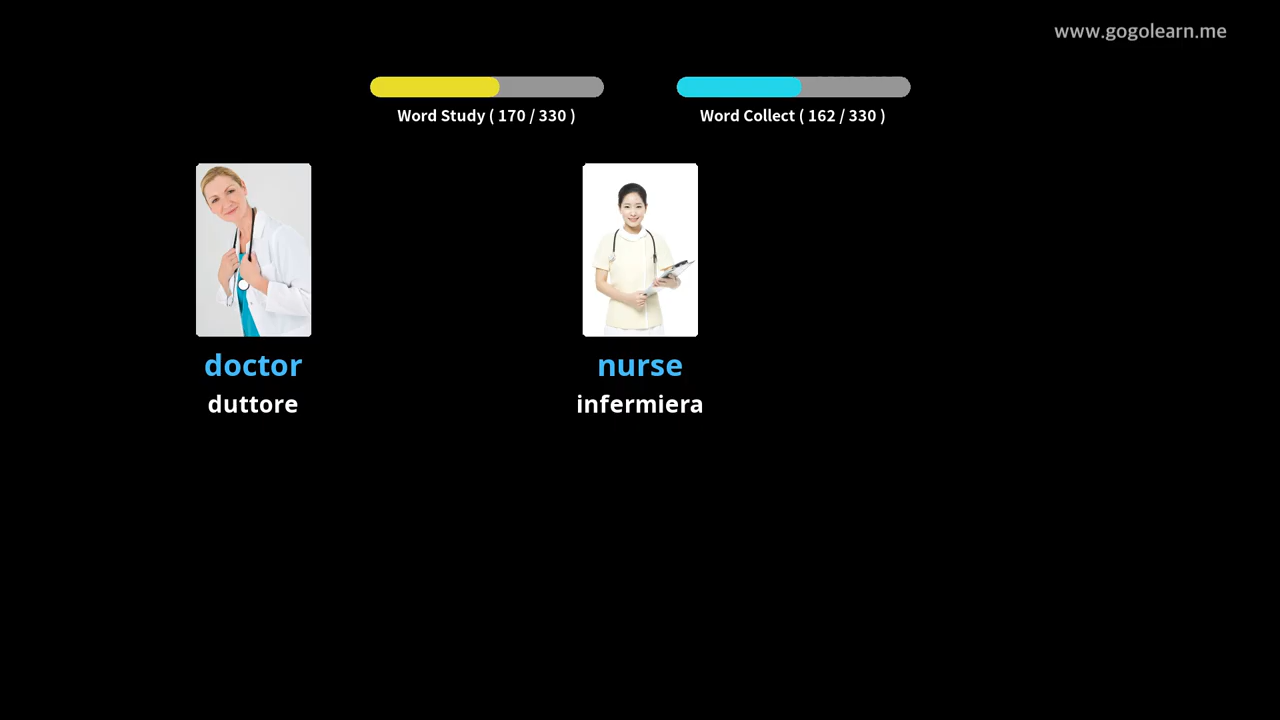 www.gogolearn.me
Word Study ( 170 / 330 )
Word Collect ( 162 / 330 )
doctor
nurse
duttore
infermiera